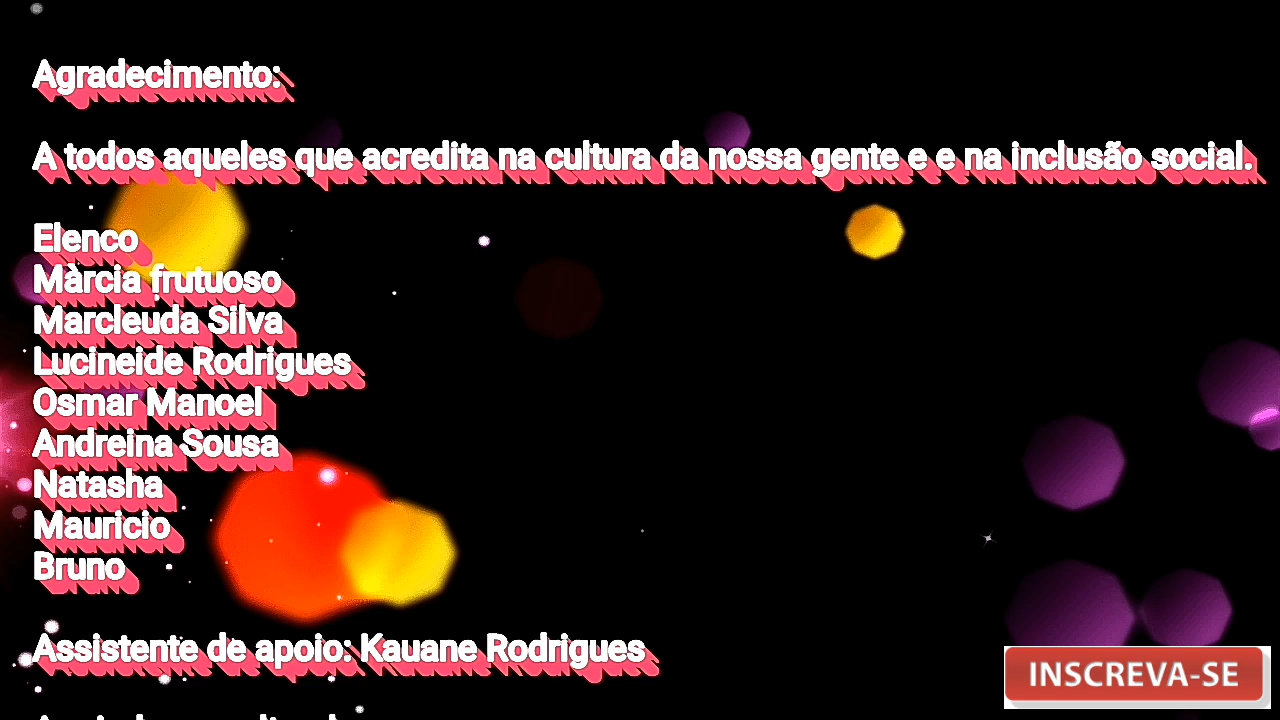 Agradecimento:
A todos aqueles que acredita na cultura da nossa gente e e na inclusão social.
Elenco
Màrcia frutuoso
Marcleuda Silva
Lucineide Rodrigues
Osmar Manoel
Andreina Sousa
Natasha
Mauricio
Bruno
Assistente de apoio: Kauane Rodrigues
INSCREVA-SE